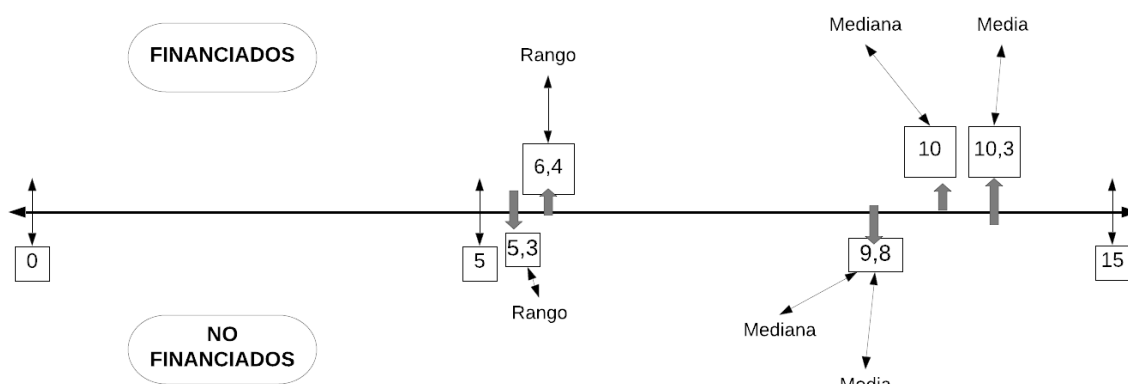 Mediana
Media
FINANCIADOS
Rango
10
10,3
6,4
0
5
5,3
9,8
15
Rango
Mediana
NO
FINANCIADOS
Media